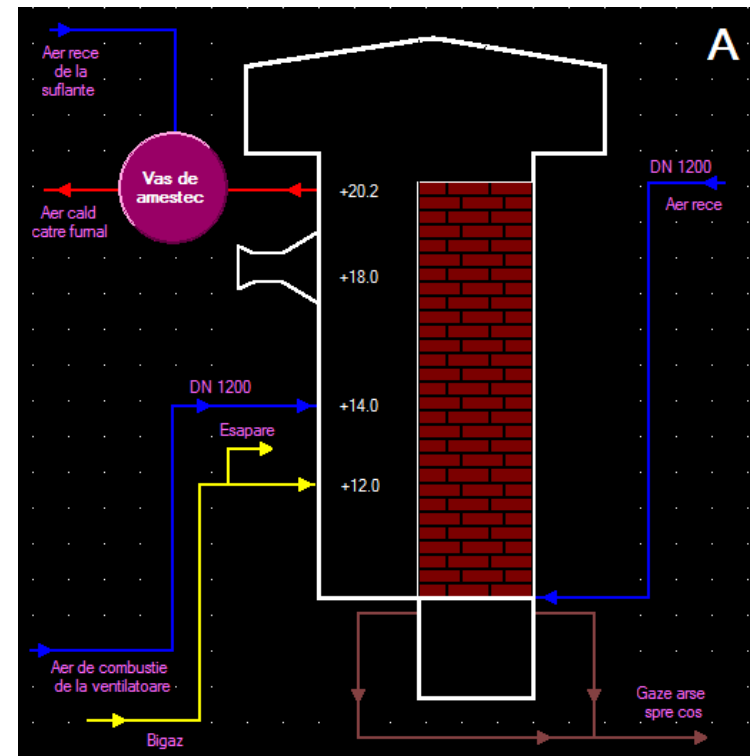 A
Aer rece
de la
suflante
Vas de
amestec
Aer cald
catre furnal
+20.2
+18.0
DN 1200
Aer rece
DN 1200
+14.0
Esapare
+12.0
Aer de combustie
de la ventilatoare
Bigaz
Gaze arse
spre cos